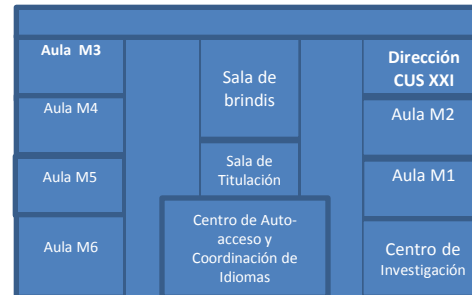 Aula M3
Aula M4
Aula M5
Aula M6
Sala de
brindis
Sala de
Titulación
Centro de Auto-
acceso y
Coordinación de
Idiomas
Dirección
CUS XXI
Aula M2
Aula M1
Centro de
Investigación